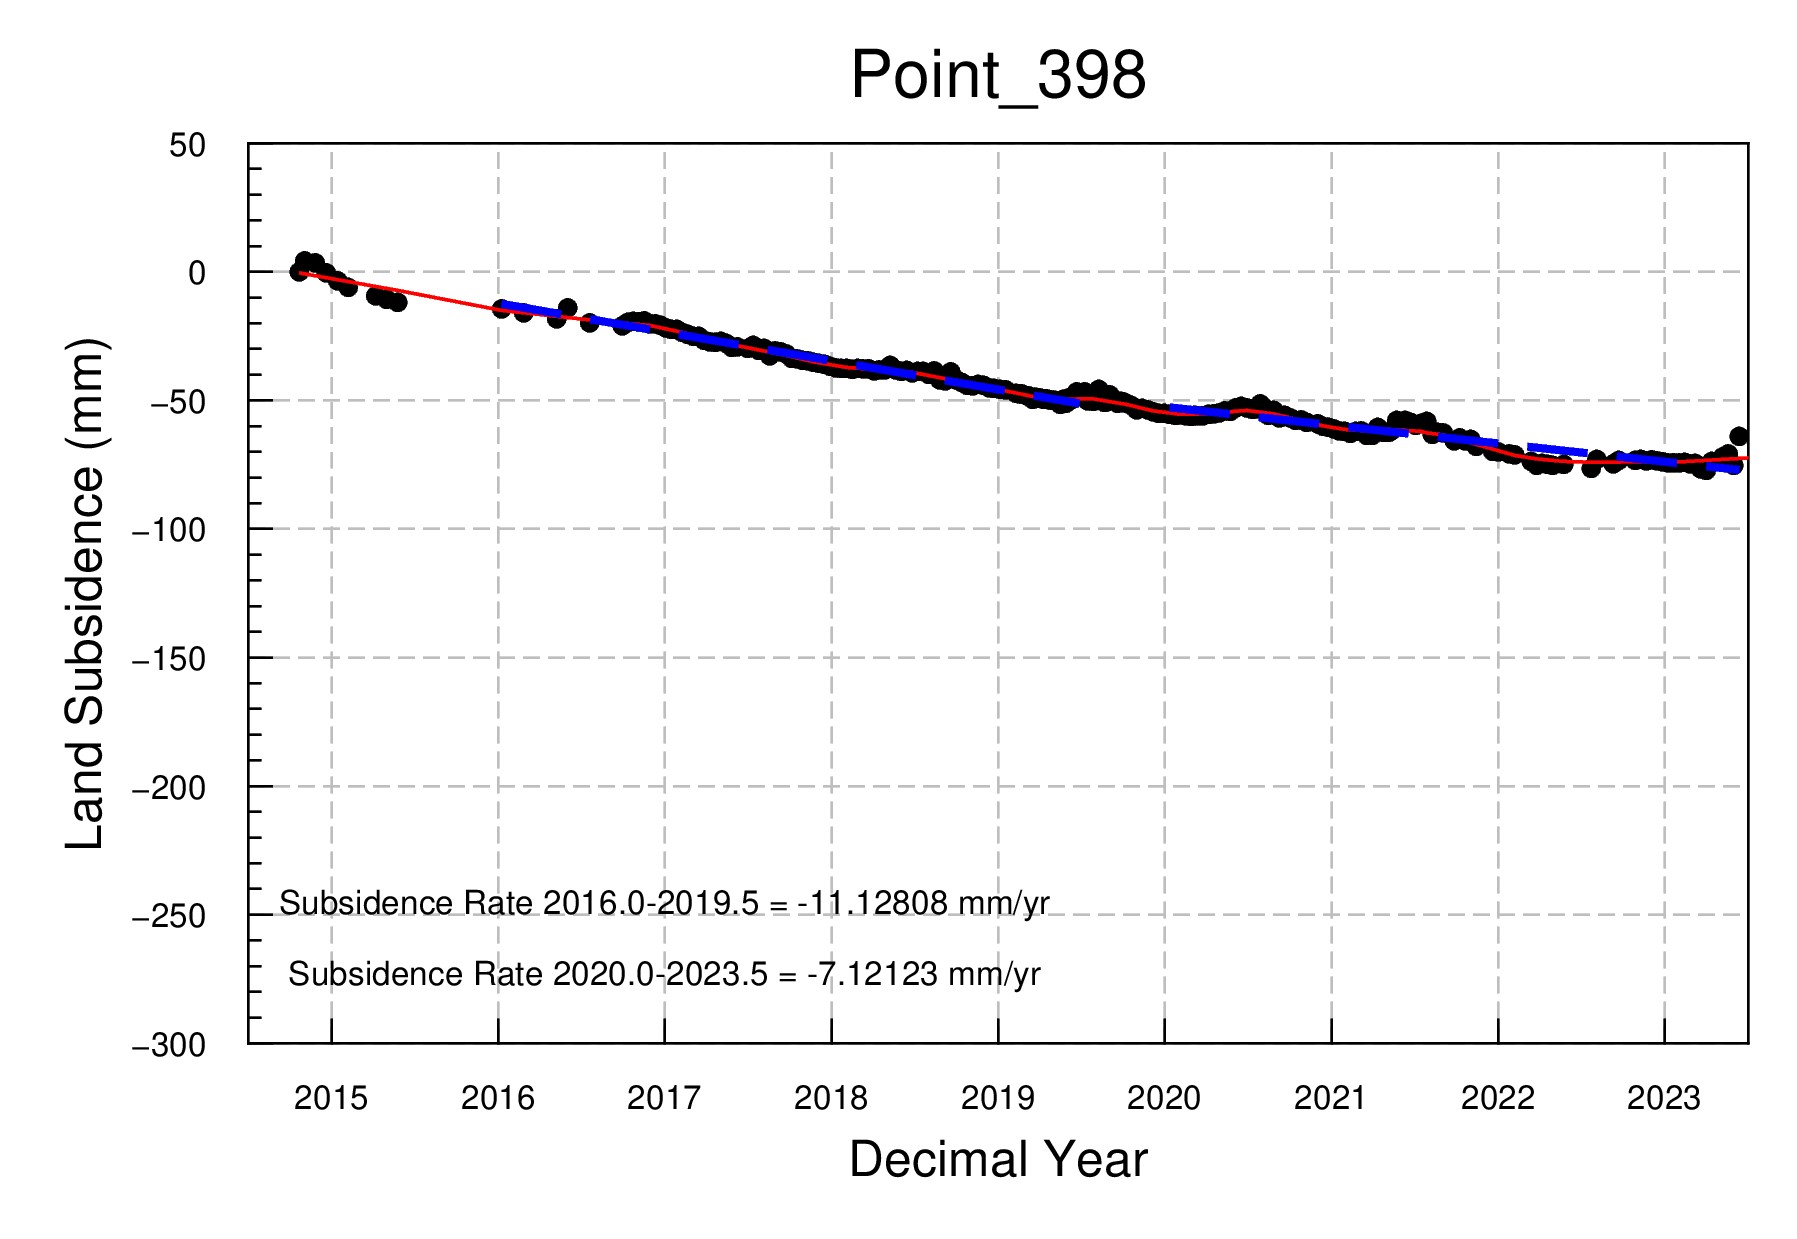 Point_398
50
0
−50
−100
−150
−200
−250
−300
Land Subsidence (mm)
Subsidence Rate 2016.0-2019.5 = -11.12808 mm/yr
Subsidence Rate 2020.0-2023.5 = -7.12123 mm/yr
2015 2016 2017 2018 2019 2020 2021 2022 2023
Decimal Year